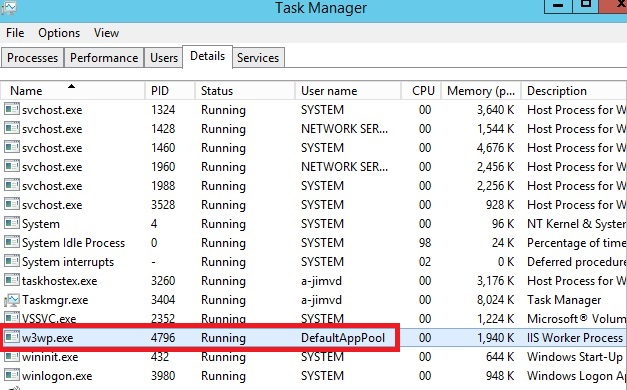 Task Manager
File Options View
Processes Performance Users Details Services
Name PID Status User name CPU Memory (p... Description
svchost.exe 1324 Running SYSTEM 00 3,640 K Host Process for W
svchost.exe 1428 Running NETWORK SER... 00 1,544 K Host Process for W
svchost.exe 1460 Running SYSTEM 00 4,676 K Host Process for W
svchost.exe 1960 Running NETWORK SER... 00 2,456 K Host Process for W
svchost.exe 1988 Running SYSTEM 00 2,256 K Host Process for W
svchost.exe 3528 Running SYSTEM 00 928 K Host Process for W
System 4 Running SYSTEM 00 96 K NT Kernel & System
System Idle Process 0 Running SYSTEM 98 24 K Percentage of time
System interrupts - Running SYSTEM 02 0 K Deferred procedure
taskhostex.exe 3260 Running a-jimvd 00 3,176 K Host Process for W
Taskmgr.exe 3404 Running a-jimvd 00 8,024 K Task Manager
VSSVC.exe 2352 Running SYSTEM 00 1,224 K Microsoft® Volum
w3wp.exe 4796 Running DefaultAppPool 00 1,940 K IIS Worker Process
wininit.exe 432 Running SYSTEM 00 644 K Windows Start-Up
winlogon.exe 3980 Running SYSTEM 00 920 K Windows Logon A